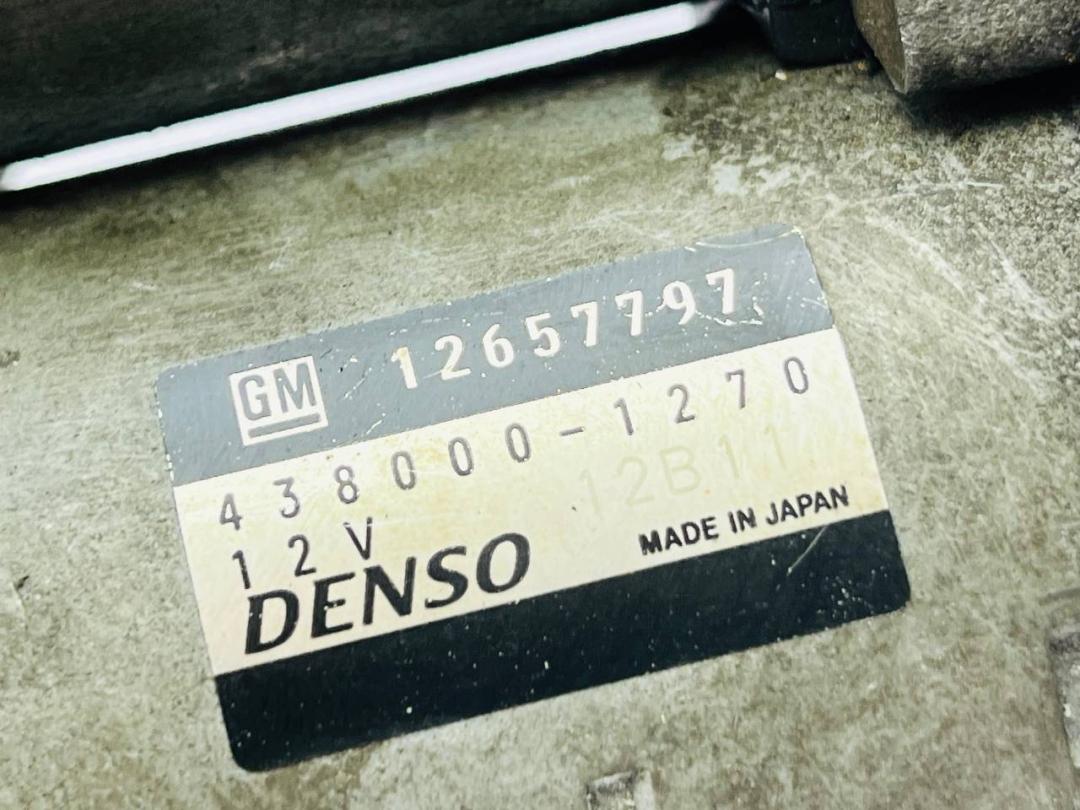 GM 12657797
438000-1270
12V 12B11
DENSO MADE IN JAPAN